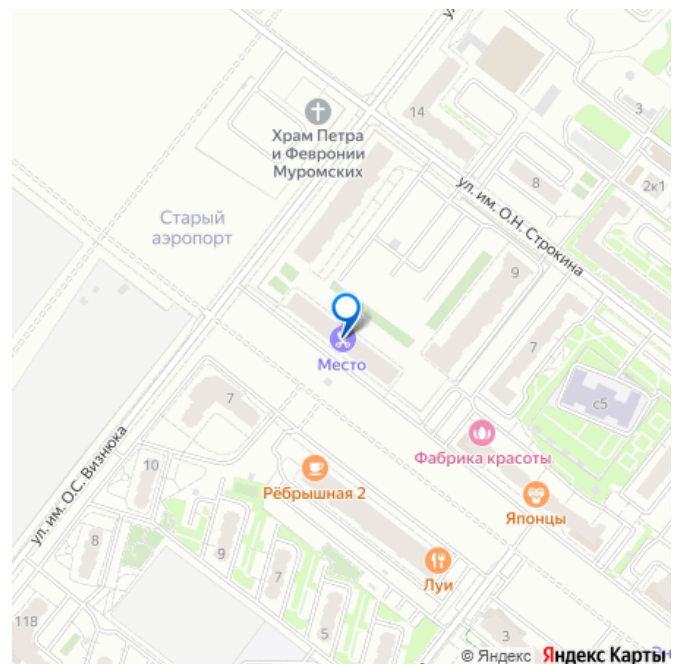 14
3
Храм Петра
и Февронии
Муромских
8
2к1
ул. им. О.Н. Строкина
Старый
аэропорт
9
7
Место
с5
7
Фабрика красоты
ул. им. О.С. Визнюка
10
Рёбрышная 2
Японцы
8
9
7
Луи
118
5
3
© Яндекс Яндекс Карты